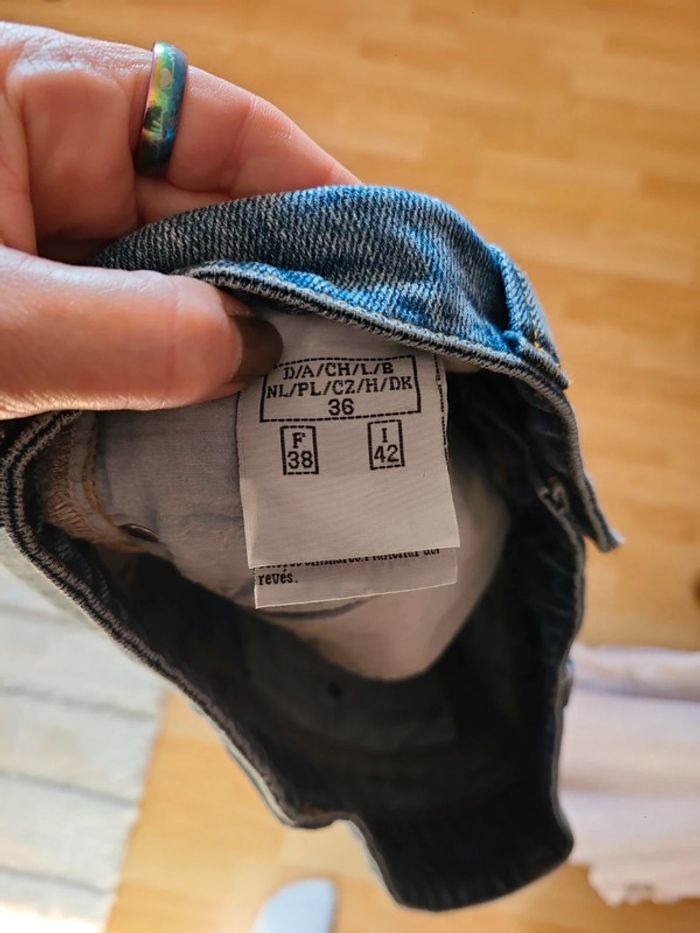 D/A/CH/L/B
NL/PL/CZ/H/DK
36
F
38
I
42
revés.